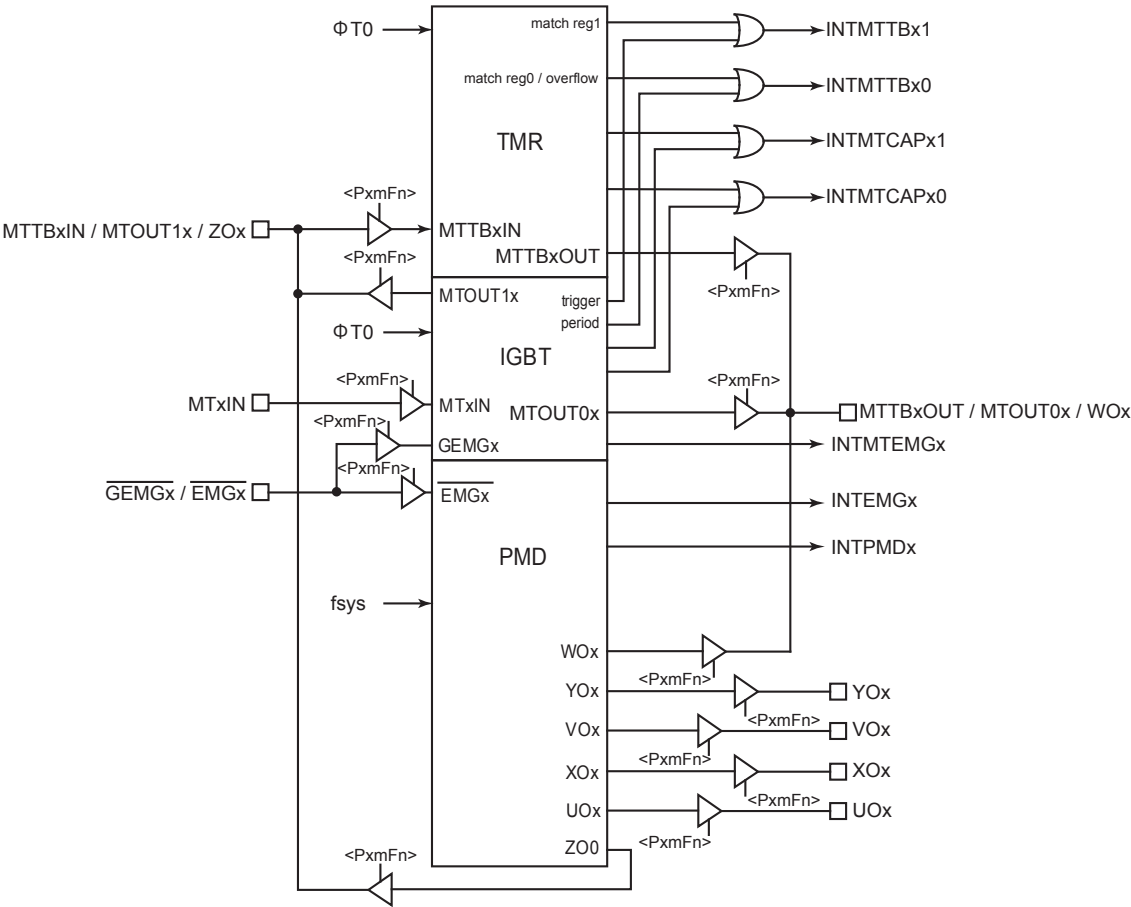 ΦT0
match reg1
INTMTTBx1
match reg0 / overflow
INTMTTBx0
TMR
INTMTCAPx1
<PxmFn>
INTMTCAPx0
MTTBxIN / MTOUT1x / ZOx
MTTBxIN
MTTBxOUT
<PxmFn>
<PxmFn>
MTOUT1x
trigger
period
ΦT0
IGBT
<PxmFn>
<PxmFn>
MTxIN
MTxIN
MTOUT0x
MTTBxOUT / MTOUT0x / WOx
<PxmFn>
GEMGx
INTMTEMGx
<PxmFn>
GEMGx / EMGx
EMGx
INTEMGx
PMD
INTPMDx
fsys
WOx
<PxmFn>
YOx
YOx
<PxmFn>
VOx
VOx
<PxmFn>
XOx
XOx
<PxmFn>
UOx
UOx
<PxmFn>
ZO0
<PxmFn>